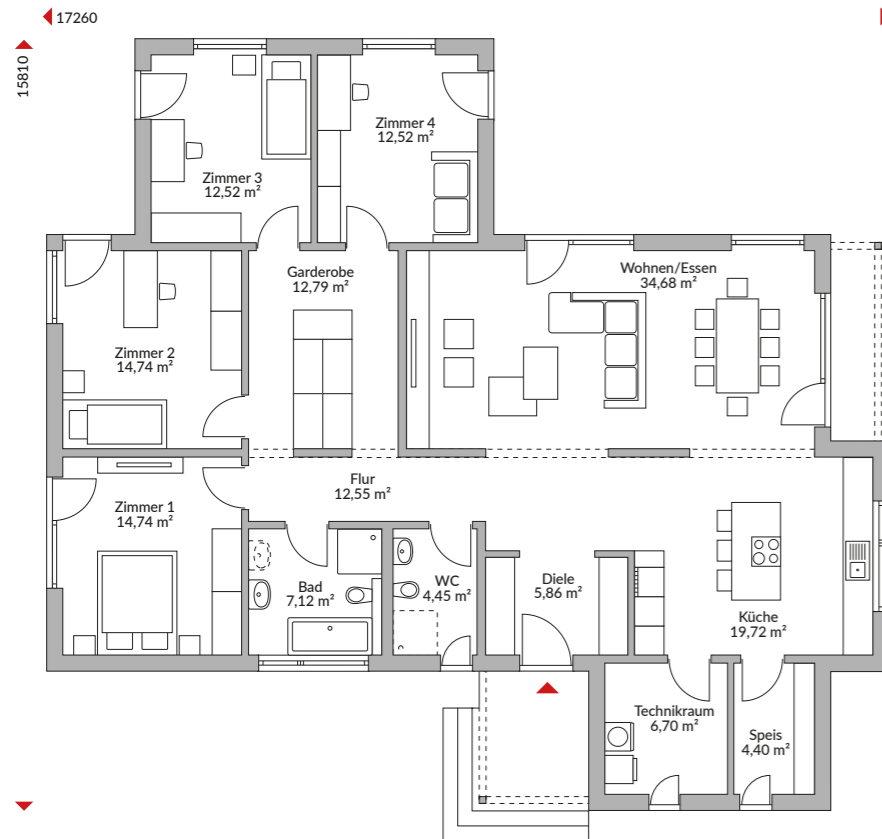 17260
15810
Zimmer 4
12,52 m²
Zimmer 3
12,52 m²
Garderobe
12,79 m²
Wohnen/Essen
34,68 m²
Zimmer 2
14,74 m²
Flur
12,55 m²
Zimmer 1
14,74 m²
Bad
7,12 m²
WC
4,45 m²
Diele
5,86 m²
Küche
19,72 m²
Technikraum
6,70 m²
Speis
4,40 m²